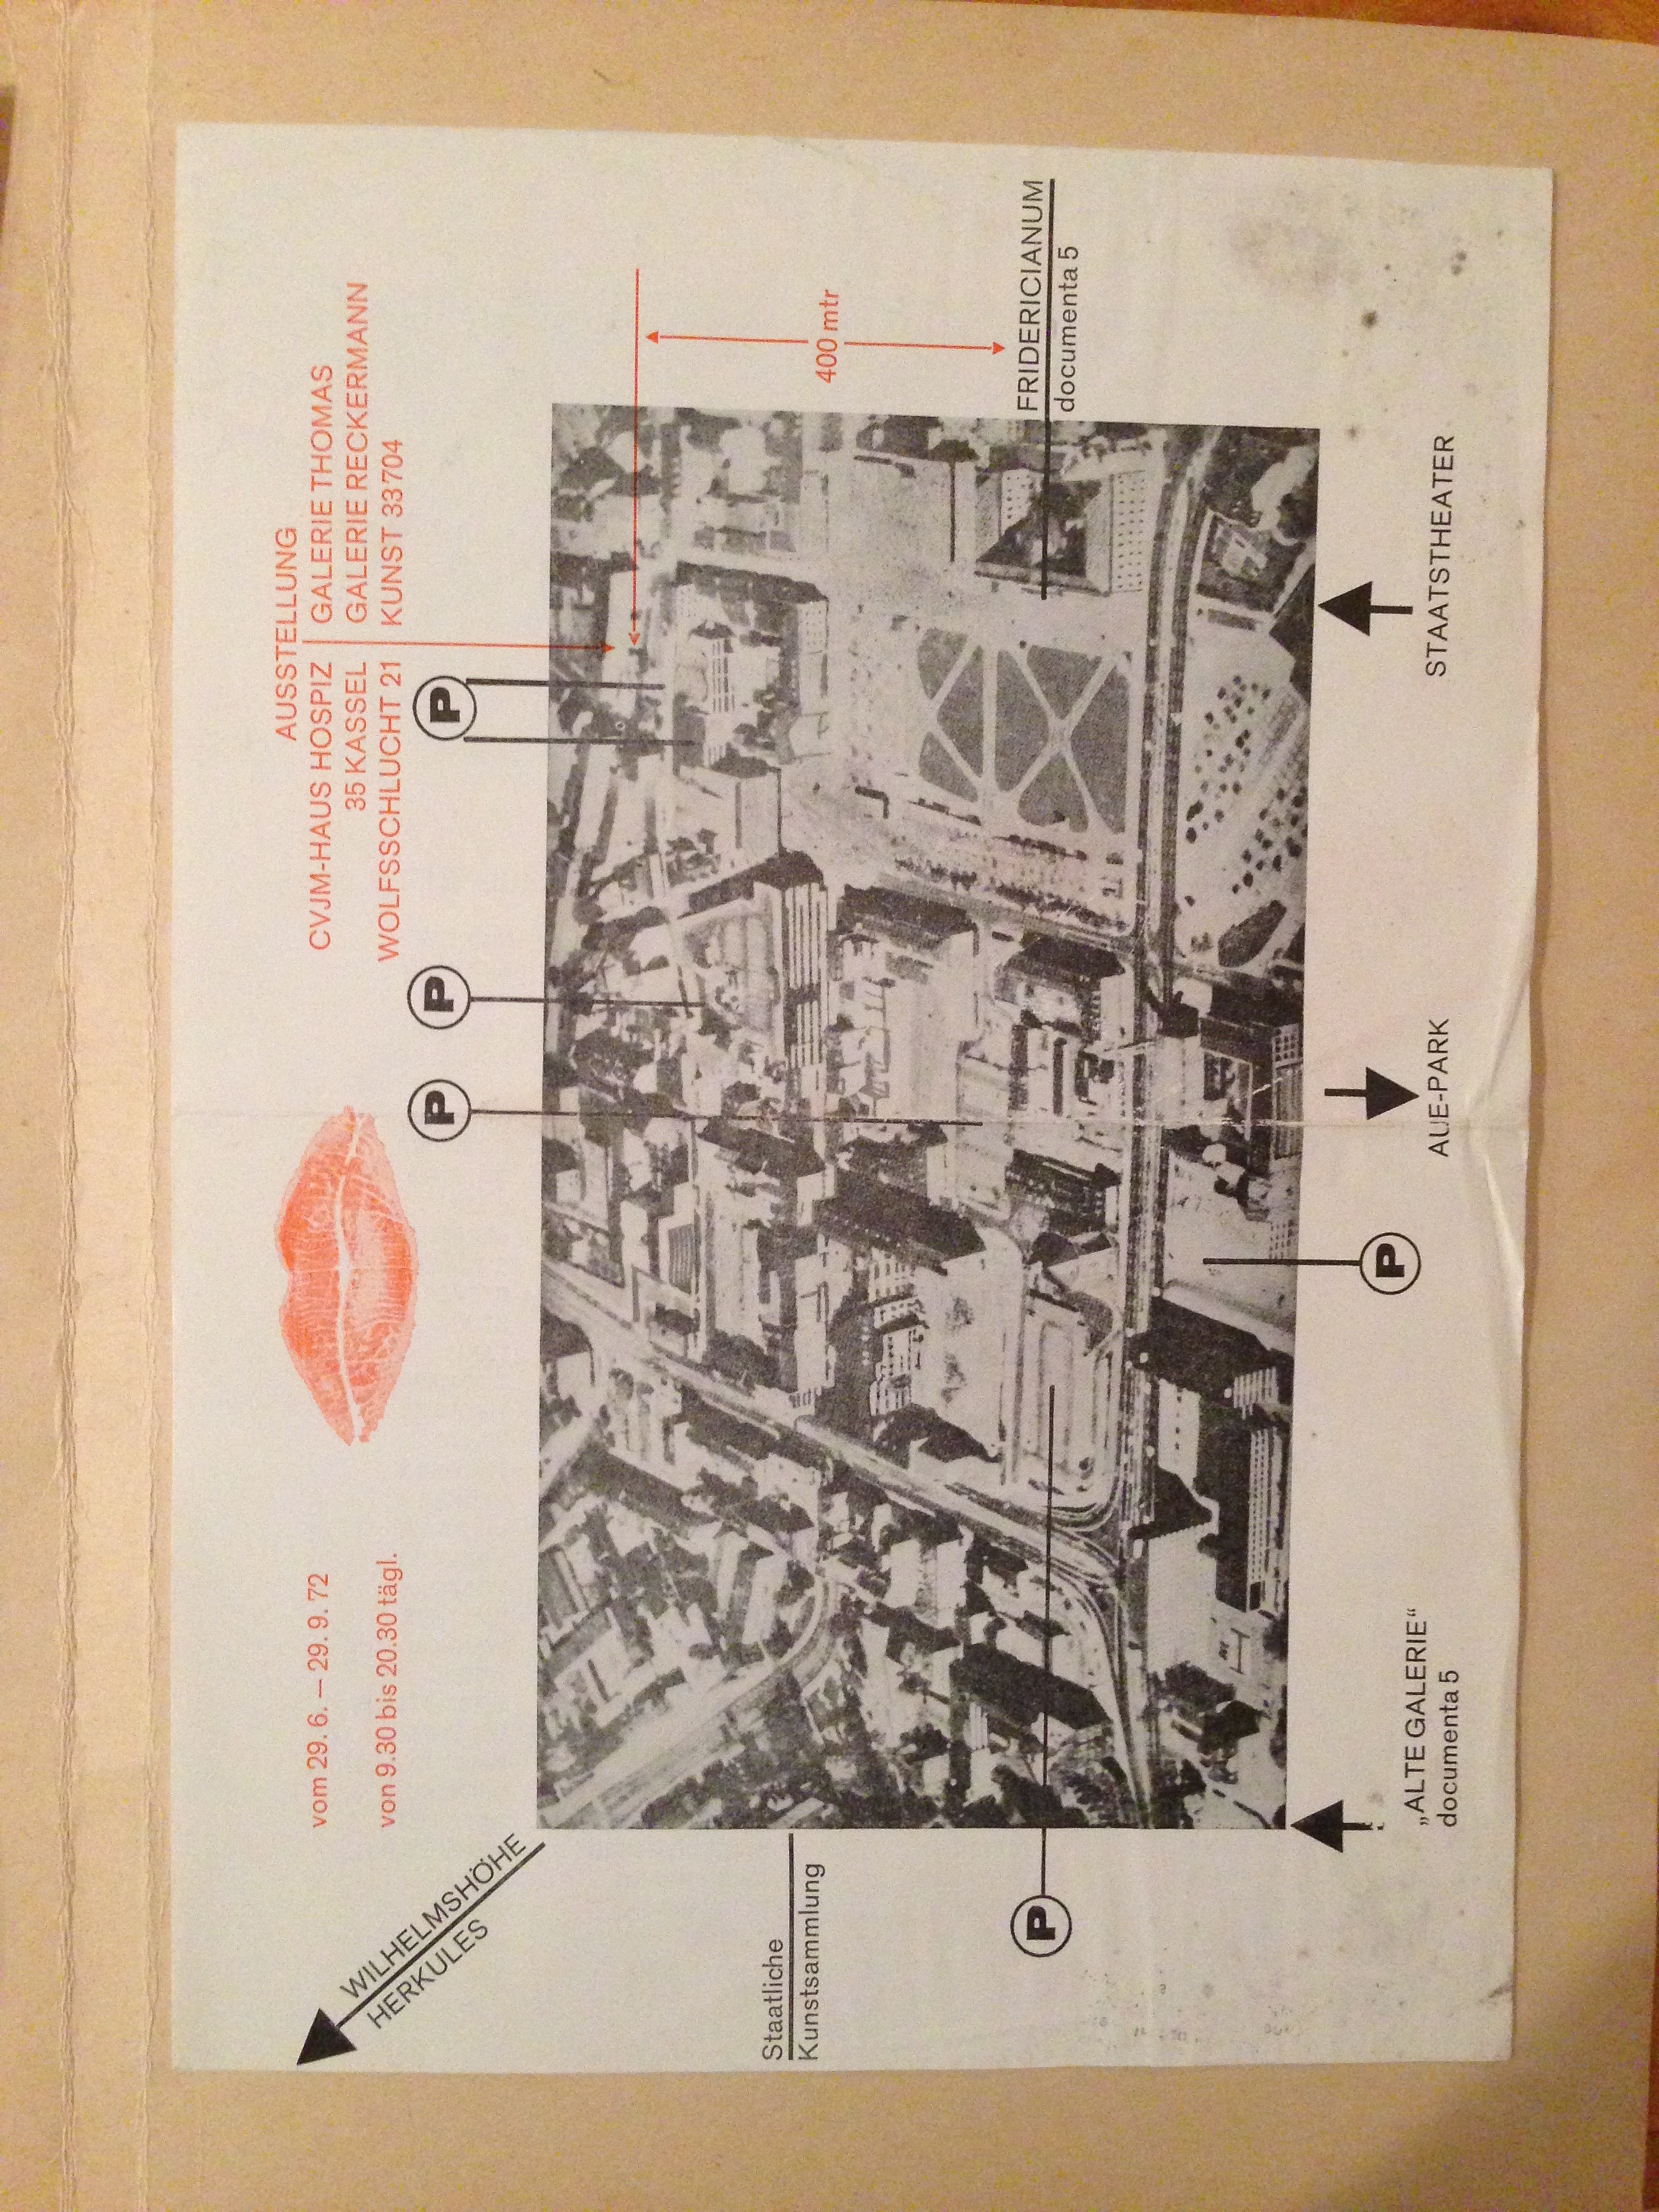 AUSSTELLUNG
CVJM-HAUS HOSPIZ | GALERIE THOMAS
35 KASSEL | GALERIE RECKERMANN
WOLFSSCHLUCHT 21 | KUNST 33704
vom 29. 6. – 29. 9. 72
von 9.30 bis 20.30 tägl.
P
P
P
WILHELMSHÖHE
HERKULES
400 mtr
Staatliche
Kunstsammlung
FRIDERICIANUM
documenta 5
P
P
„ALTE GALERIE“
documenta 5
AUE-PARK
STAATSTHEATER